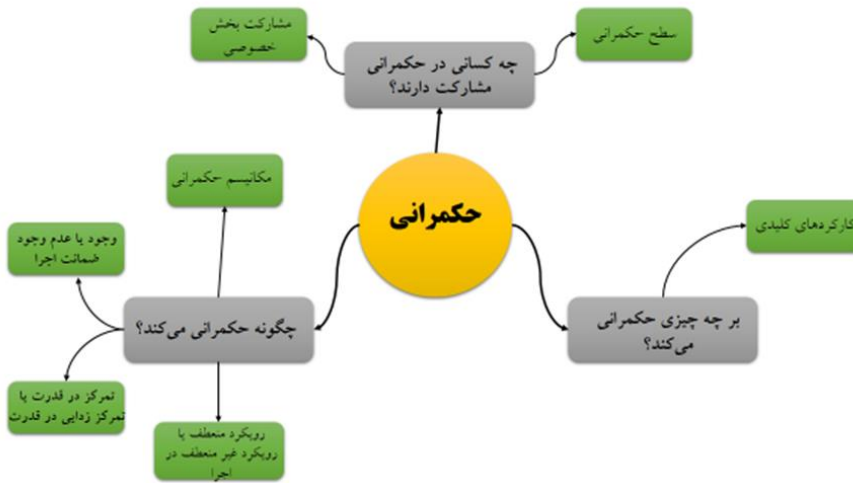 مشارکت بخش
خصوصی
چه کسانی در حکمرانی
مشارکت دارند؟
سطح حکمرانی
حکمرانی
مکانیسم حکمرانی
وجود یا عدم وجود
ضمانت اجرا
چگونه حکمرانی می‌کند؟
تمرکز در قدرت یا
تمرکز زدایی در قدرت
رویکرد منعطف یا
رویکرد غیر منعطف در
اجرا
کارکردهای کلیدی
بر چه چیزی حکمرانی
می‌کند؟